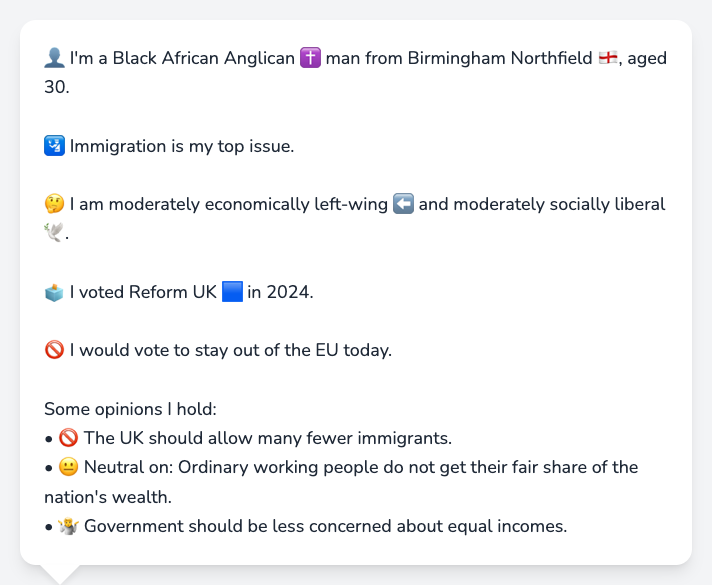 👤 I'm a Black African Anglican ✝️ man from Birmingham Northfield 🏴󠁧󠁢󠁥󠁮󠁧󠁿, aged
30.
🛂 Immigration is my top issue.
🤔 I am moderately economically left-wing ⬅️ and moderately socially liberal
🕊️.
🗳️ I voted Reform UK 🟦 in 2024.
🚫 I would vote to stay out of the EU today.
Some opinions I hold:
• 🚫 The UK should allow many fewer immigrants.
• 😐 Neutral on: Ordinary working people do not get their fair share of the
nation's wealth.
• 🤷 Government should be less concerned about equal incomes.